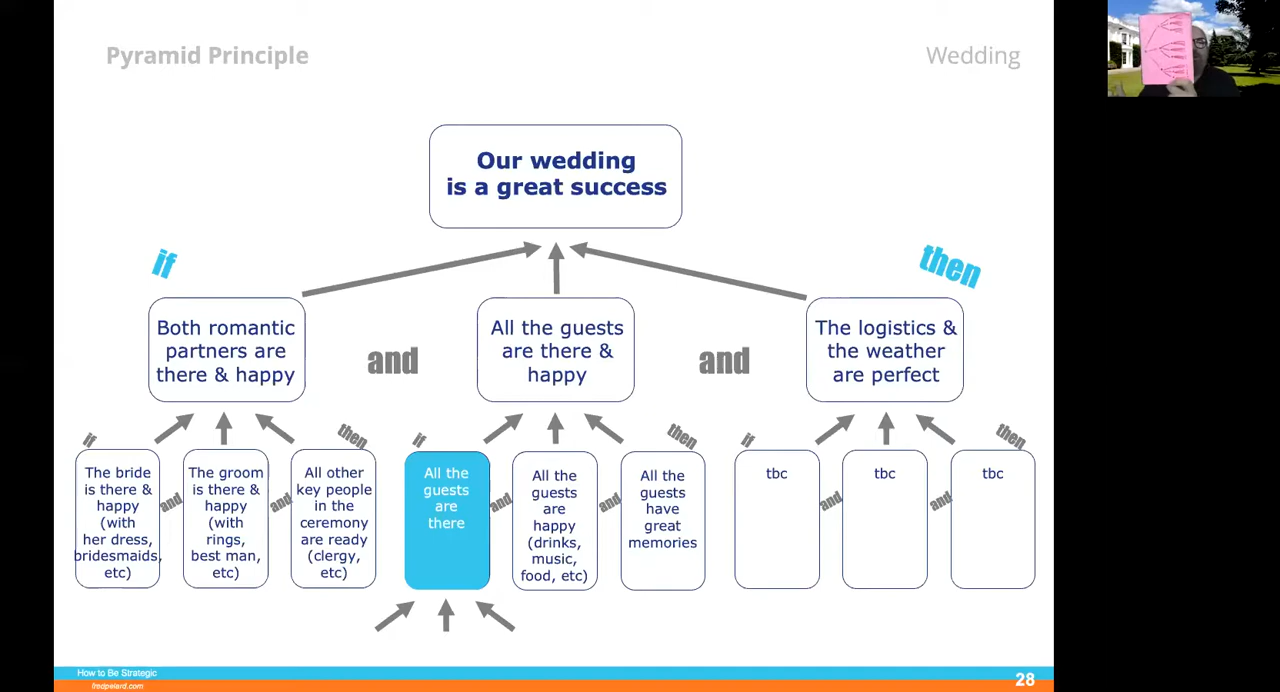 Pyramid Principle
Wedding
Our wedding
is a great success
if
then
Both romantic
partners are
there & happy
and
All the guests
are there &
happy
and
The logistics &
the weather
are perfect
if
then
if
then
if
then
The bride
is there &
happy
(with
her dress,
bridesmaids,
etc)
and
The groom
is there &
happy
(with
rings,
best man,
etc)
and
All other
key people
in the
ceremony
are ready
(clergy,
etc)
All the
guests
are
there
and
All the
guests
are
happy
(drinks,
music,
food, etc)
and
All the
guests
have
great
memories
tbc
and
tbc
and
tbc
How to Be Strategic
fredpelard.com
28